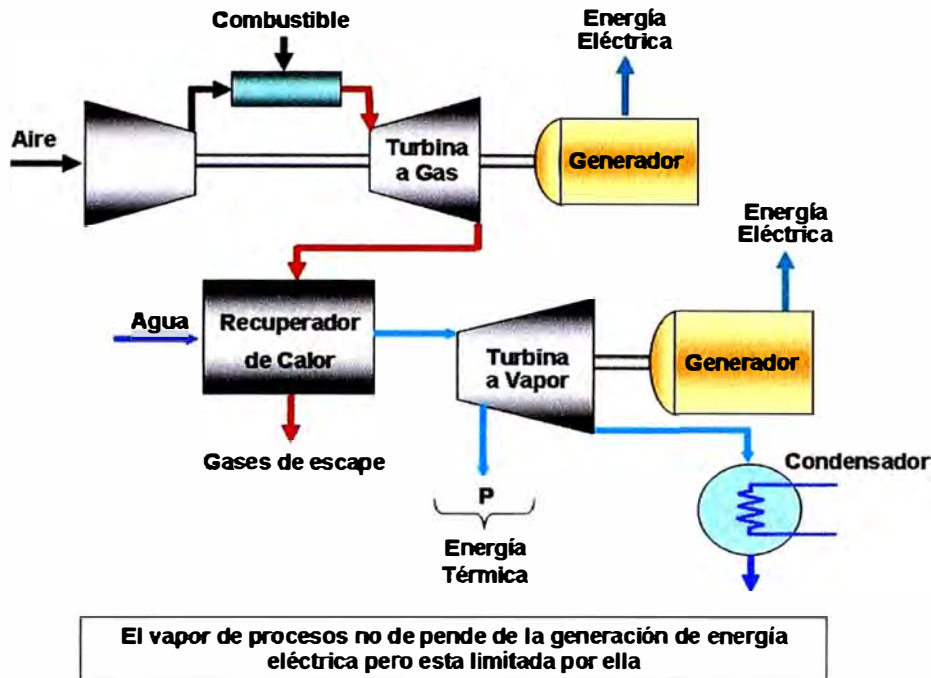 Combustible
Energía
Eléctrica
Aire
Turbina
a Gas
Generador
Energía
Eléctrica
Agua
Recuperador
de Calor
Turbina
a Vapor
Generador
Gases de escape
Condensador
P
Energía
Térmica
El vapor de procesos no de pende de la generación de energía
eléctrica pero esta limitada por ella